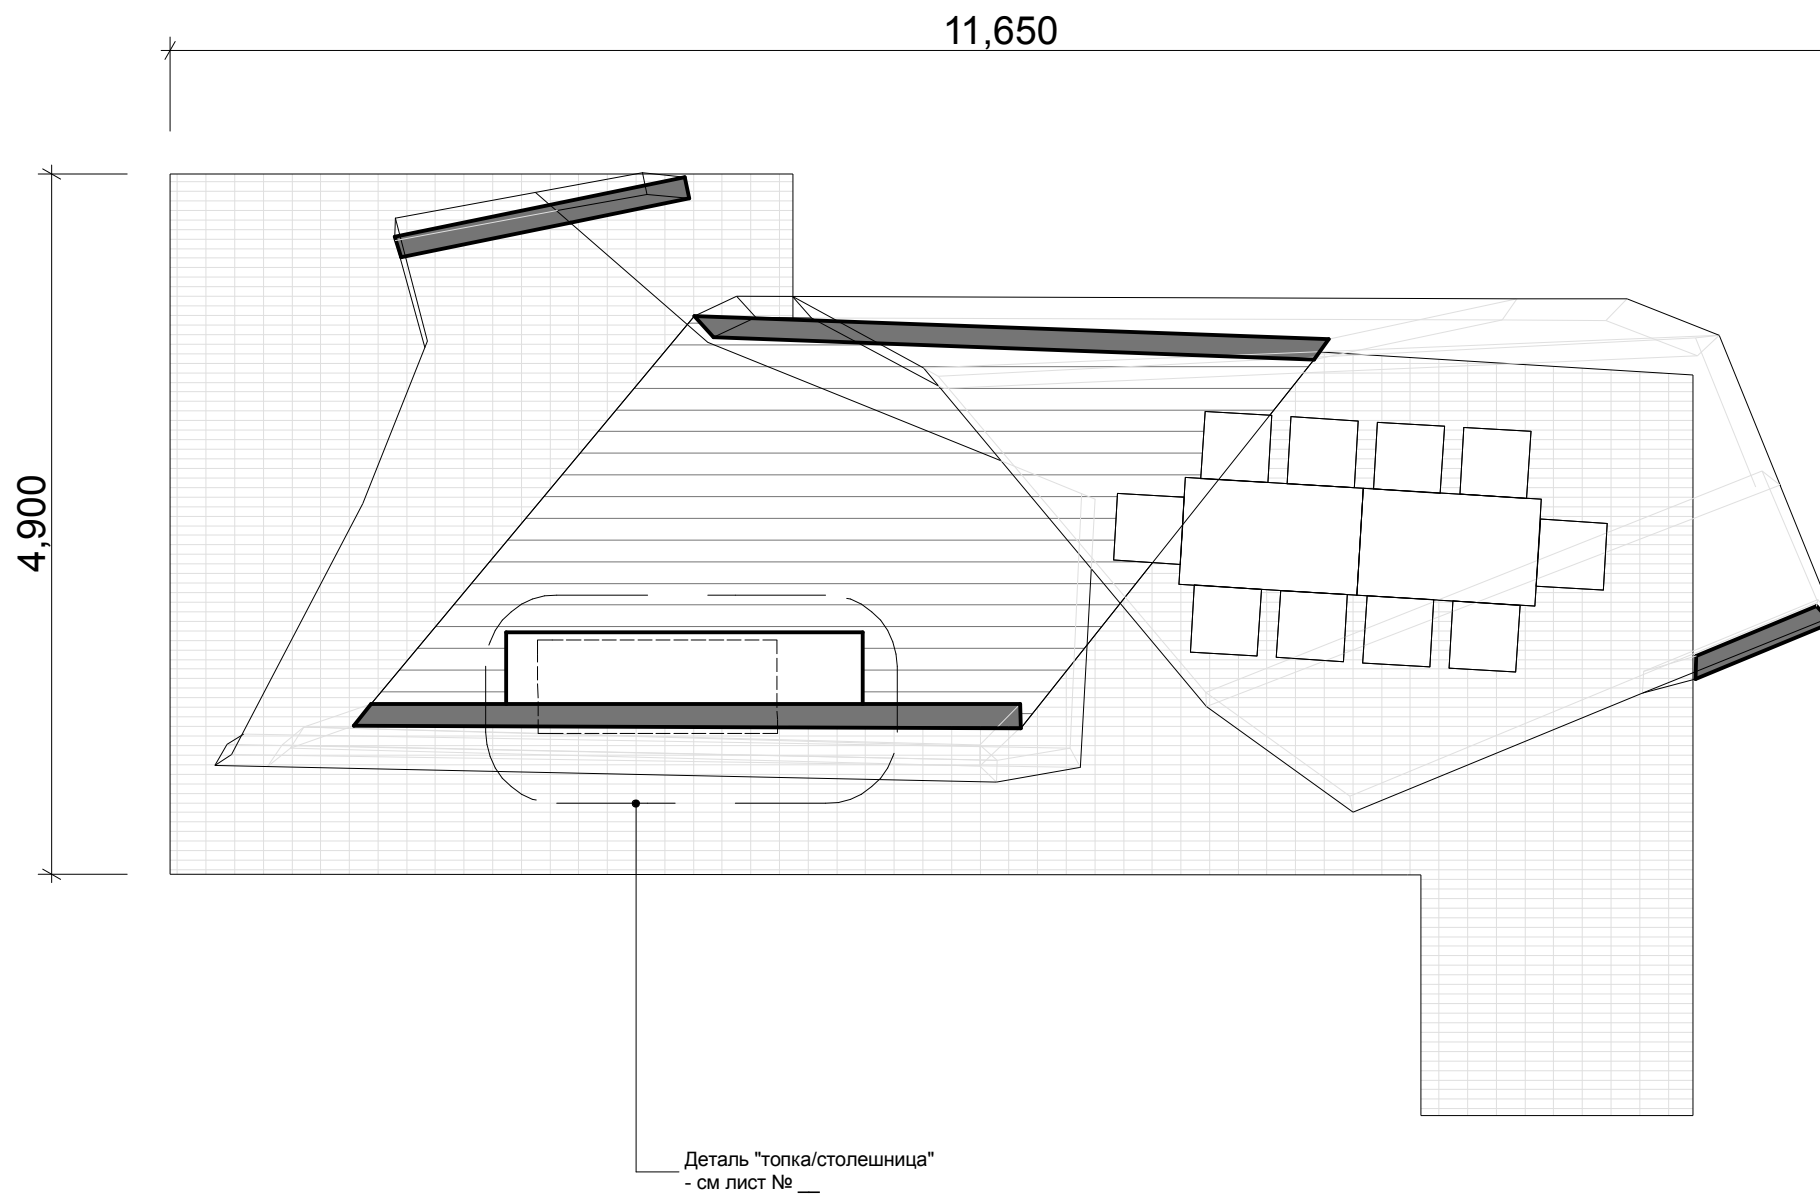 11,650
4,900
Деталь "топка/столешница"
- см лист № __